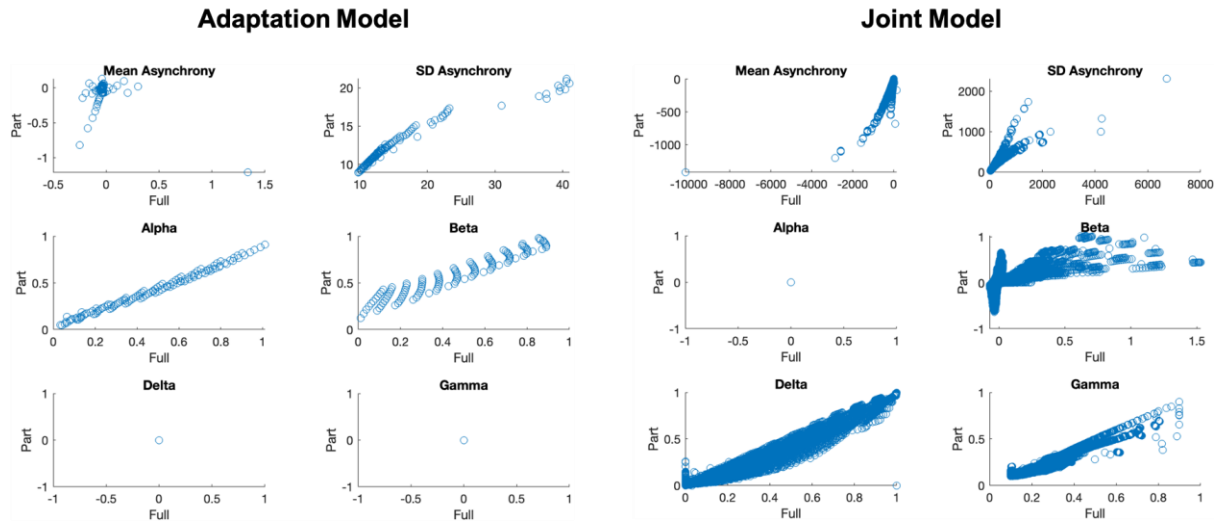 Adaptation Model
Joint Model
Mean Asynchrony
0
-0.5
-1
Part
-0.5 0 0.5 1 1.5
Full
SD Asynchrony
20
15
10
Part
10 20 30 40
Full
Mean Asynchrony
0
-500
-1000
Part
-10000 -8000 -6000 -4000 -2000 0
Full
SD Asynchrony
2000
1000
0
Part
0 2000 4000 6000 8000
Full
Alpha
1
0.5
0
Part
0 0.2 0.4 0.6 0.8 1
Full
Beta
1
0.5
0
Part
0 0.2 0.4 0.6 0.8 1
Full
Alpha
1
0
-1
Part
-1 -0.5 0 0.5 1
Full
Beta
1
0
-1
Part
0 0.5 1 1.5
Full
Delta
1
0
-1
Part
-1 -0.5 0 0.5 1
Full
Gamma
1
0
-1
Part
-1 -0.5 0 0.5 1
Full
Delta
1
0.5
0
Part
0 0.2 0.4 0.6 0.8 1
Full
Gamma
1
0.5
0
Part
0 0.2 0.4 0.6 0.8 1
Full